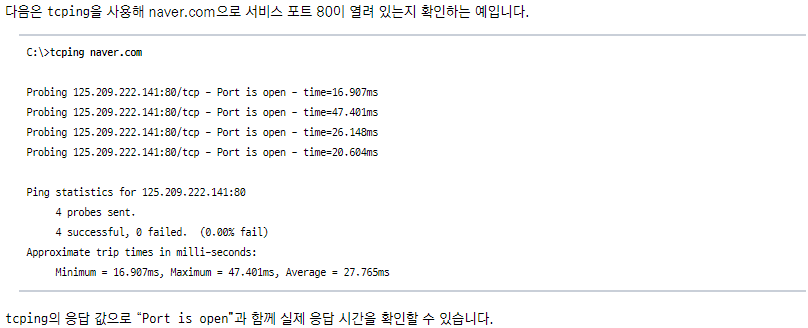 다음은 tcping을 사용해 naver.com으로 서비스 포트 80이 열려 있는지 확인하는 예입니다.
C:\>tcping naver.com
Probing 125.209.222.141:80/tcp - Port is open - time=16.907ms
Probing 125.209.222.141:80/tcp - Port is open - time=47.401ms
Probing 125.209.222.141:80/tcp - Port is open - time=26.148ms
Probing 125.209.222.141:80/tcp - Port is open - time=20.604ms
Ping statistics for 125.209.222.141:80
4 probes sent.
4 successful, 0 failed. (0.00% fail)
Approximate trip times in milli-seconds:
Minimum = 16.907ms, Maximum = 47.401ms, Average = 27.765ms
tcping의 응답 값으로 “Port is open”과 함께 실제 응답 시간을 확인할 수 있습니다.